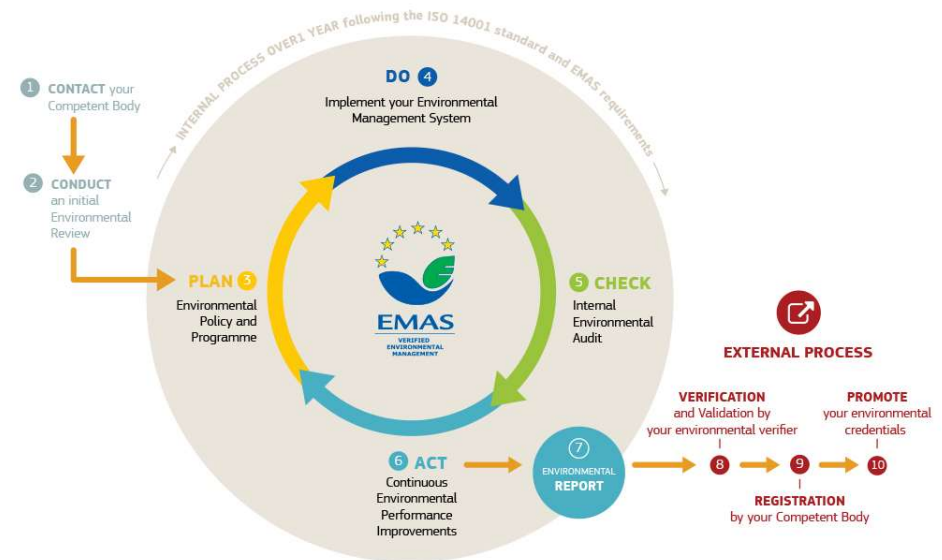 INTERNAL PROCESS OVER1 YEAR following the ISO 14001 standard and EMAS requirements
1 CONTACT your
Competent Body
2 CONDUCT
an initial
Environmental
Review
PLAN 3
Environmental
Policy and
Programme
DO 4
Implement your Environmental
Management System
5 CHECK
Internal
Environmental
Audit
EMAS
VERIFIED
ENVIRONMENTAL
MANAGEMENT
6 ACT
Continuous
Environmental
Performance
Improvements
7
ENVIRONMENTAL
REPORT
EXTERNAL PROCESS
VERIFICATION
and Validation by
your environmental verifier
8
9
REGISTRATION
by your Competent Body
PROMOTE
your environmental
credentials
10